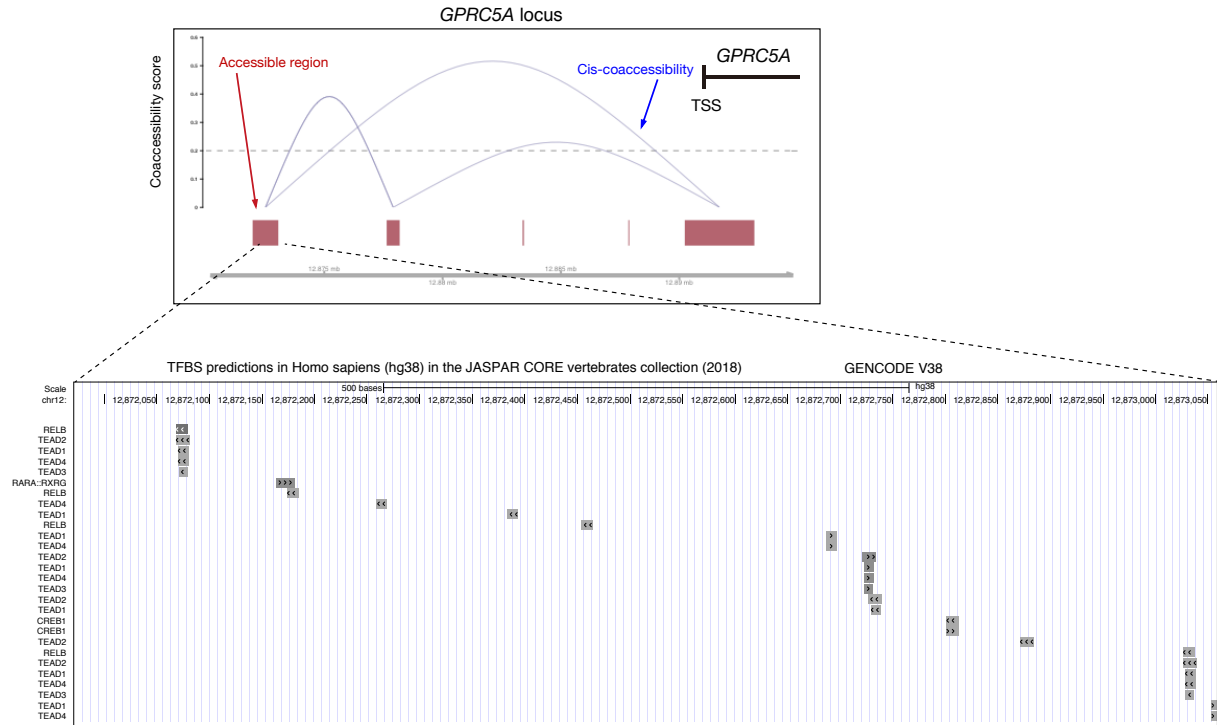 GPRC5A locus
Coaccessibility score
0.6
0.5
0.4
0.3
0.2
0.1
0
Accessible region
Cis-coaccessibility
GPRC5A
TSS
12.875 mb
12.88 mb
12.885 mb
12.89 mb
TFBS predictions in Homo sapiens (hg38) in the JASPAR CORE vertebrates collection (2018)
GENCODE V38
Scale
500 bases
hg38
chr12:
12,872,050
12,872,100
12,872,150
12,872,200
12,872,250
12,872,300
12,872,350
12,872,400
12,872,450
12,872,500
12,872,550
12,872,600
12,872,650
12,872,700
12,872,750
12,872,800
12,872,850
12,872,900
12,872,950
12,873,000
12,873,050
RELB
TEAD2
TEAD1
TEAD4
TEAD3
RARA::RXRG
RELB
TEAD4
TEAD1
RELB
TEAD1
TEAD4
TEAD2
TEAD1
TEAD4
TEAD3
TEAD2
TEAD1
CREB1
CREB1
TEAD2
RELB
TEAD2
TEAD1
TEAD4
TEAD3
TEAD1
TEAD4